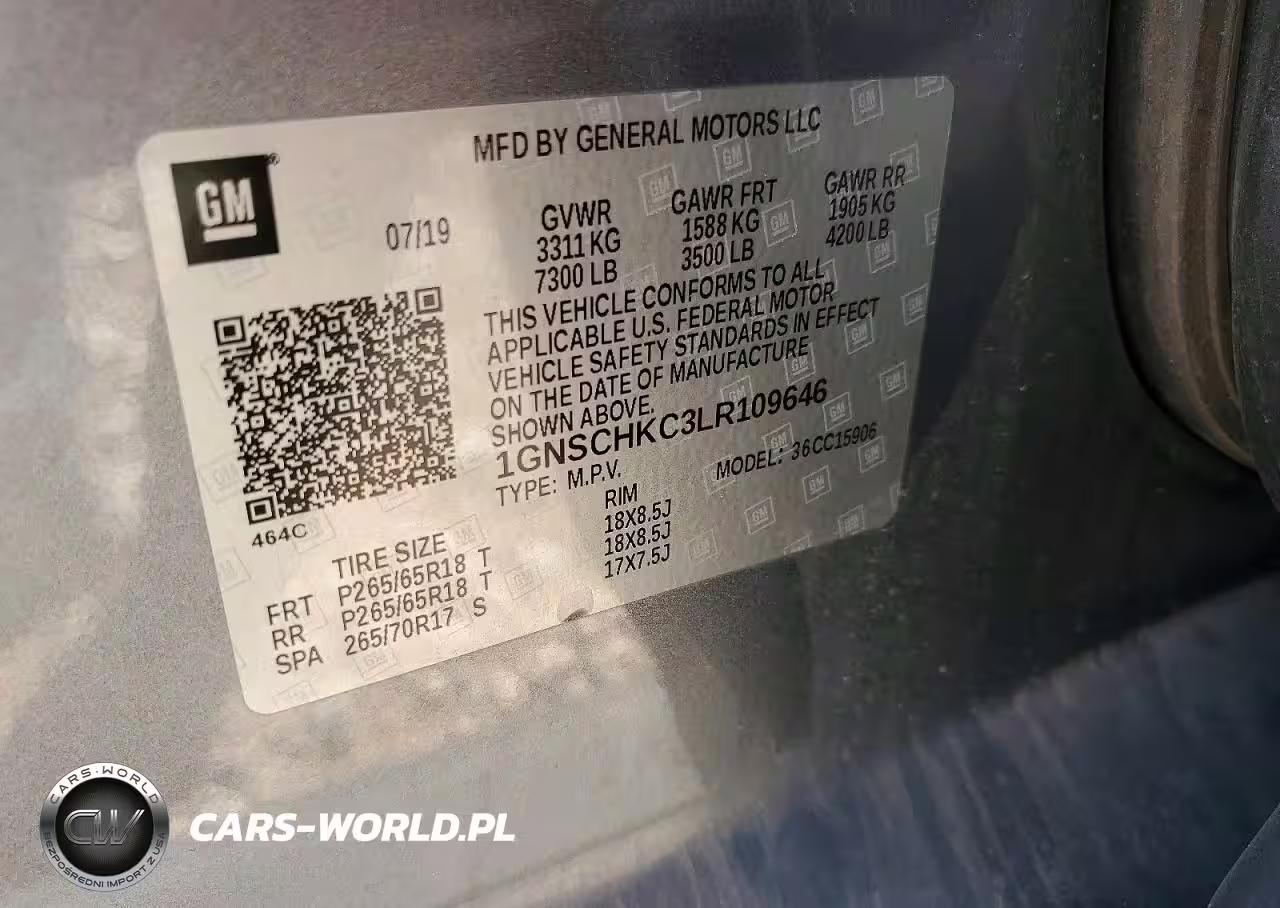 MFD BY GENERAL MOTORS LLC
GM
07/19
GVWR
3311 KG
7300 LB
GAWR FRT
1588 KG
3500 LB
GAWR RR
1905 KG
4200 LB
THIS VEHICLE CONFORMS TO ALL
APPLICABLE U.S. FEDERAL MOTOR
VEHICLE SAFETY STANDARDS IN EFFECT
ON THE DATE OF MANUFACTURE
SHOWN ABOVE.
1GNSCHKC3LR109646
TYPE: M.P.V. MODEL: 36CC15906
464C
TIRE SIZE RIM
FRT P265/65R18 T 18X8.5J
RR P265/65R18 T 18X8.5J
SPA 265/70R17 S 17X7.5J
CARS-WORLD
CW
BEZPOŚREDNI IMPORT Z USA
CARS-WORLD.PL